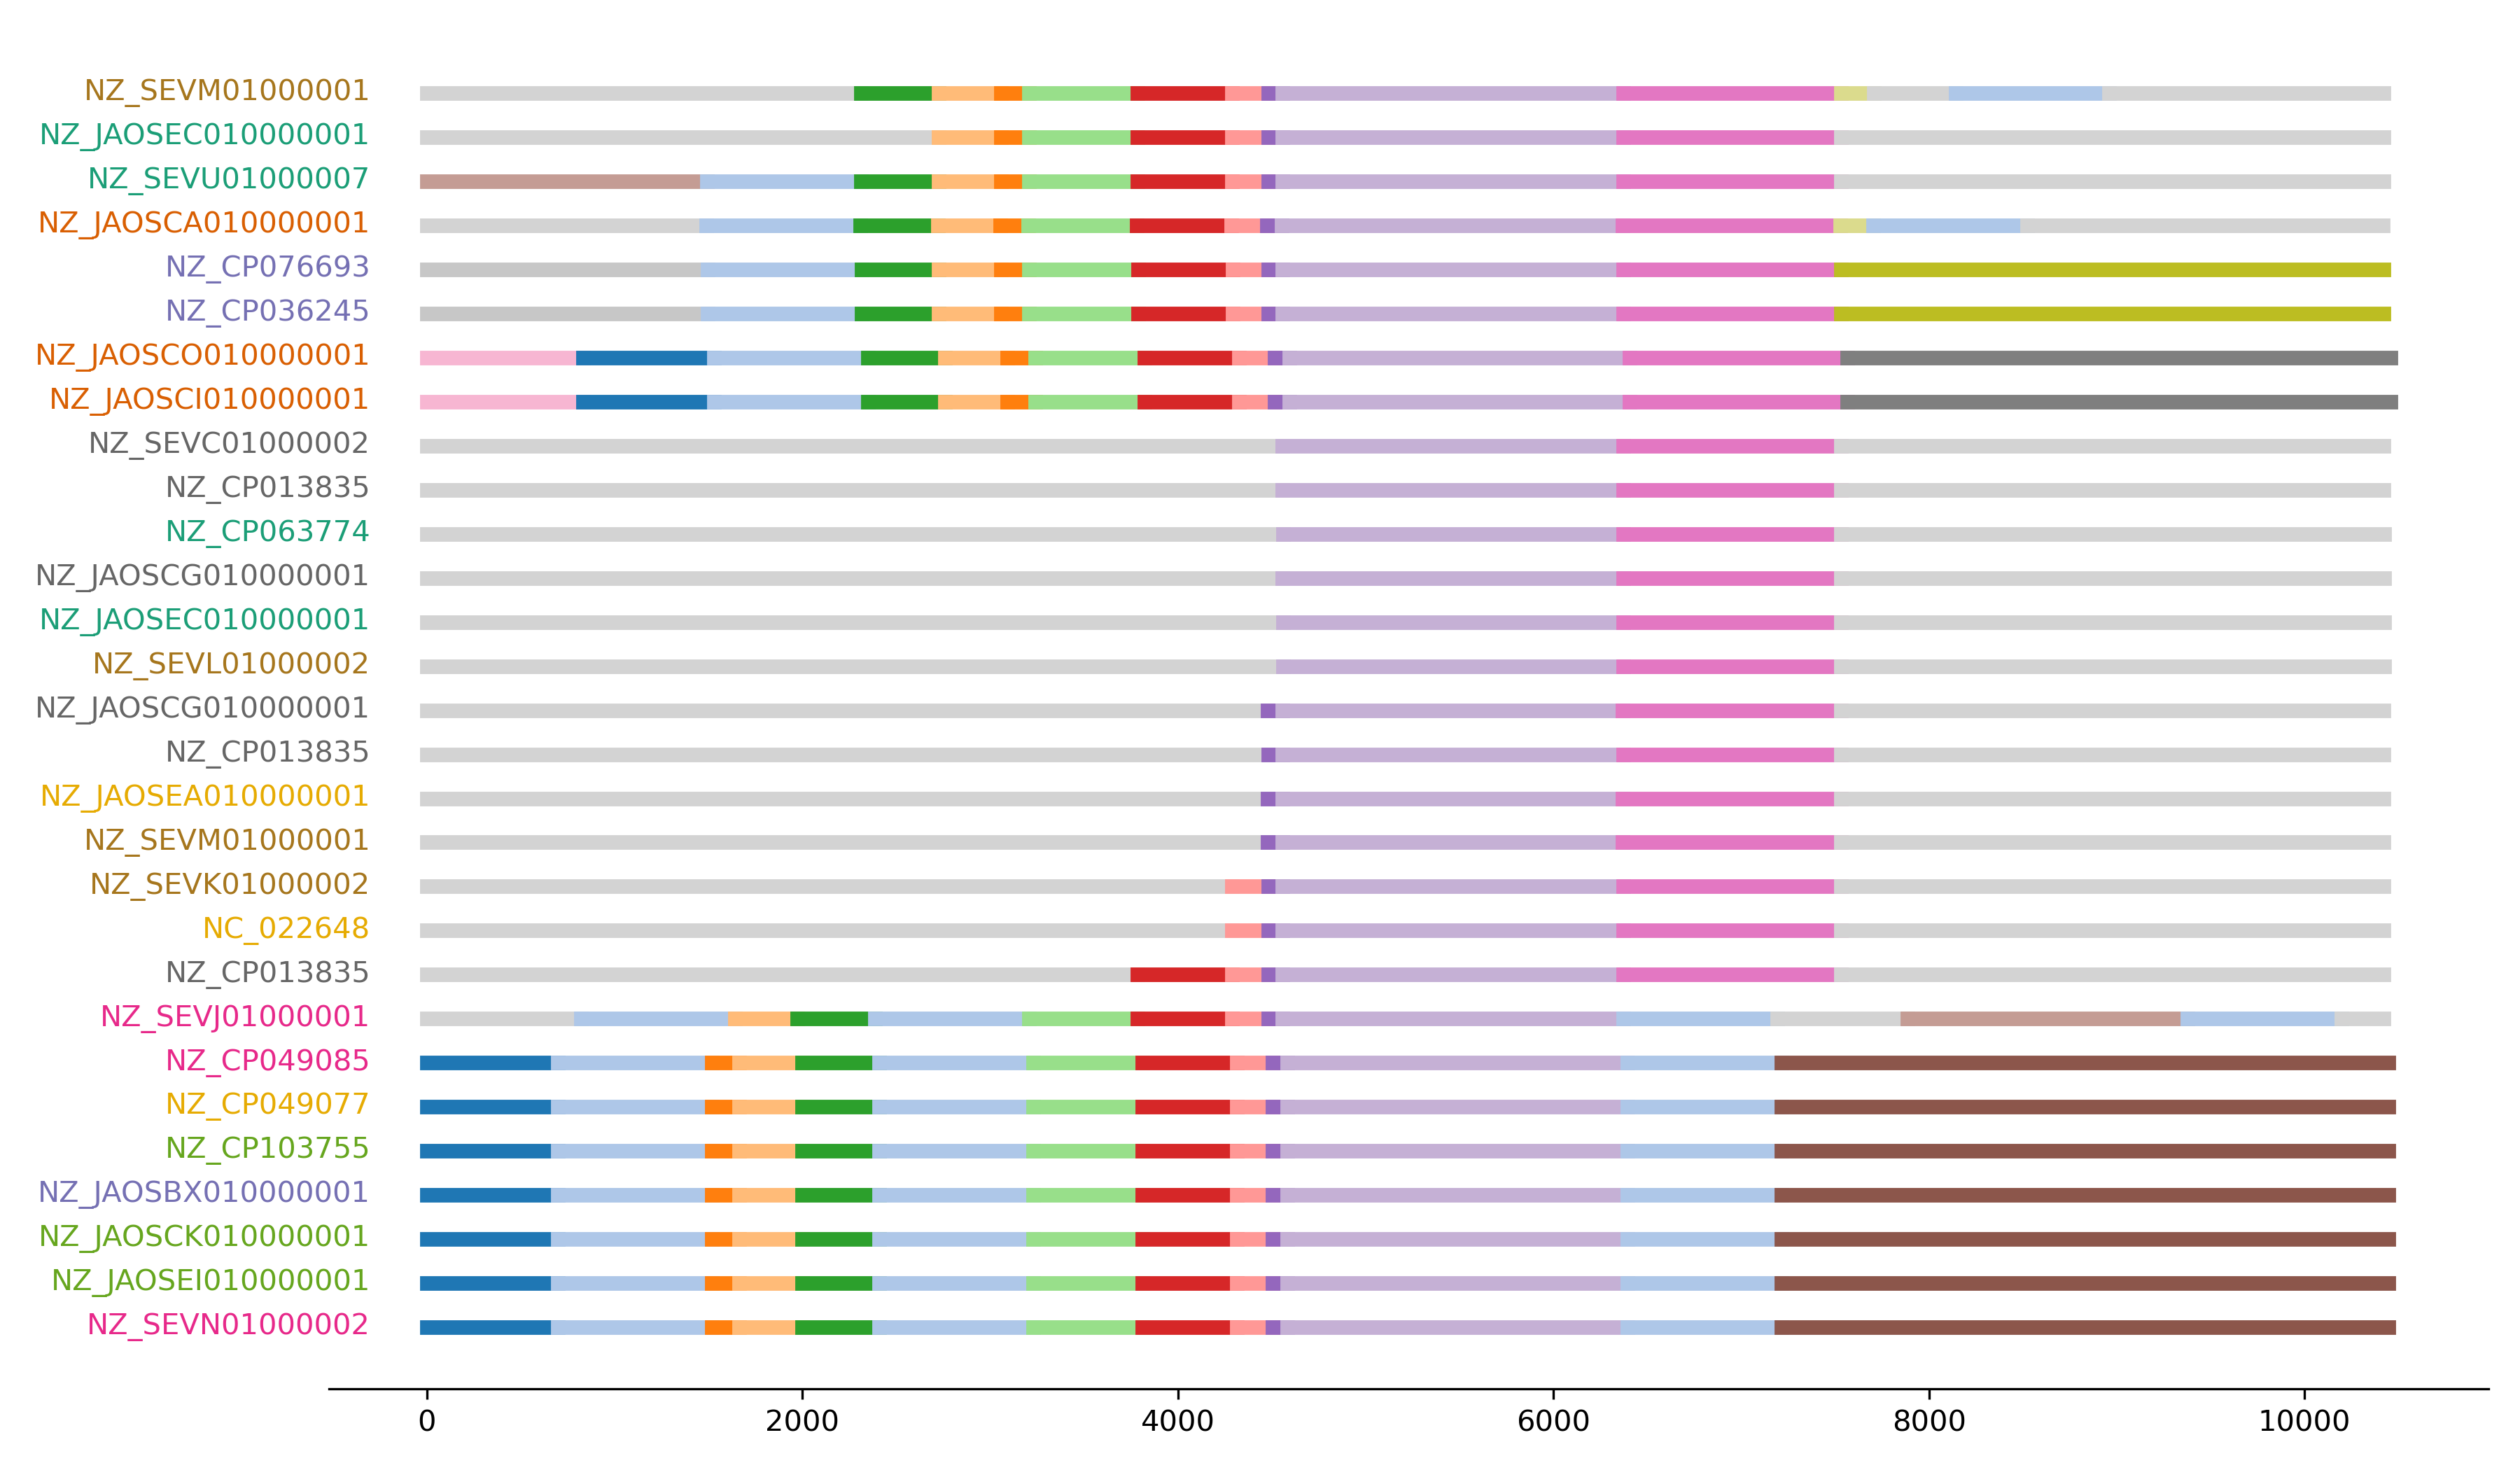 NZ_SEVM01000001
NZ_JAOSEC010000001
NZ_SEVU01000007
NZ_JAOSCA010000001
NZ_CP076693
NZ_CP036245
NZ_JAOSCO010000001
NZ_JAOSCI010000001
NZ_SEVC01000002
NZ_CP013835
NZ_CP063774
NZ_JAOSCG010000001
NZ_JAOSEC010000001
NZ_SEVL01000002
NZ_JAOSCG010000001
NZ_CP013835
NZ_JAOSEA010000001
NZ_SEVM01000001
NZ_SEVK01000002
NC_022648
NZ_CP013835
NZ_SEVJ01000001
NZ_CP049085
NZ_CP049077
NZ_CP103755
NZ_JAOSBX010000001
NZ_JAOSCK010000001
NZ_JAOSEI010000001
NZ_SEVN01000002
0 2000 4000 6000 8000 10000